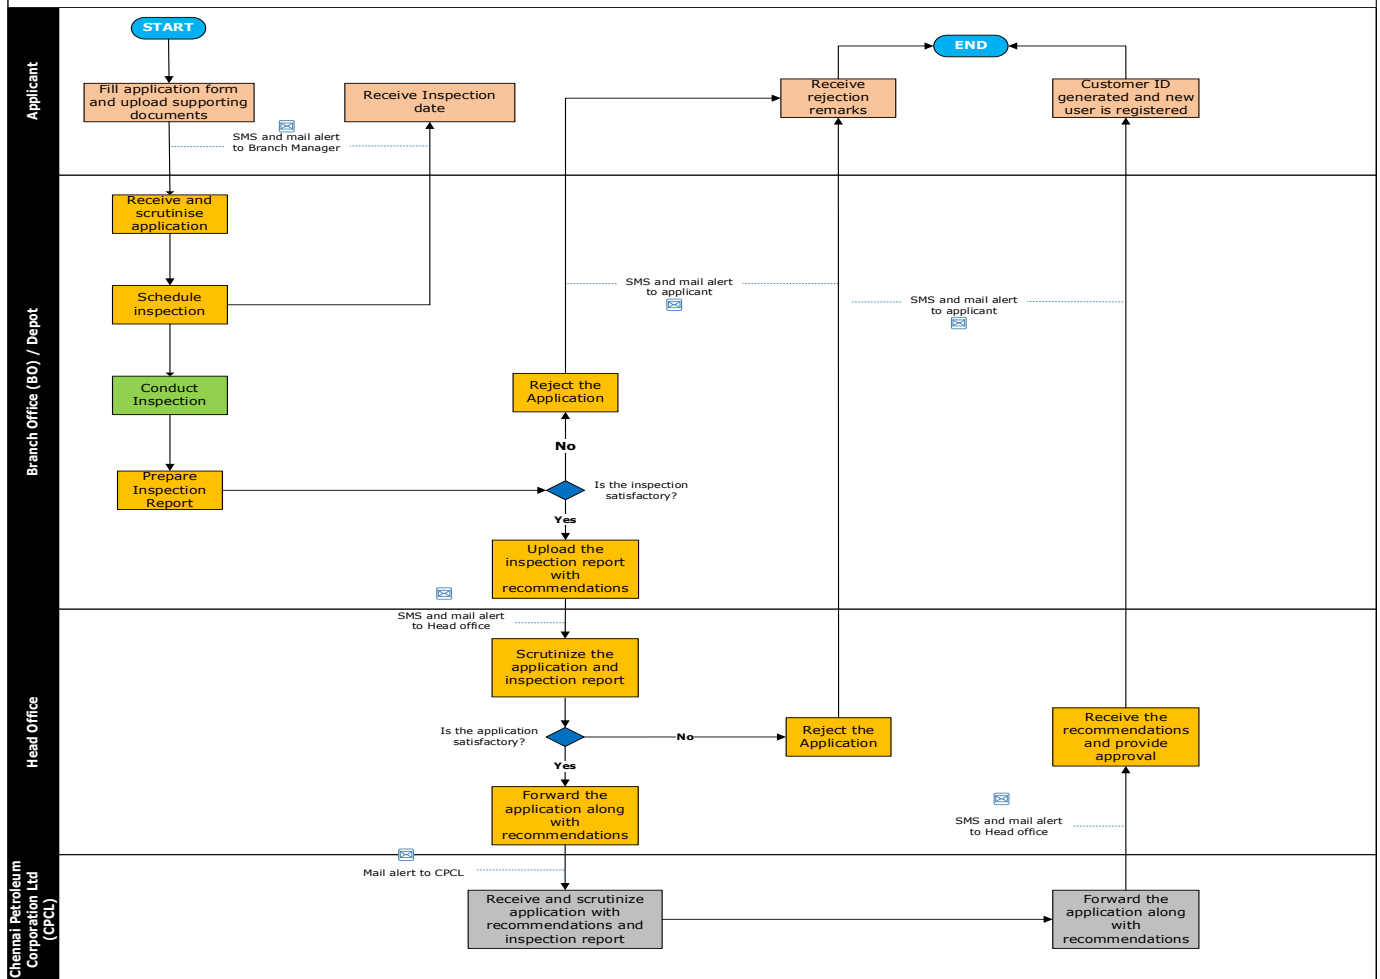 Applicant
START
END
Fill application form
and upload supporting
documents
Receive Inspection
date
Receive
rejection
remarks
Customer ID
generated and new
user is registered
SMS and mail alert
to Branch Manager
Branch Office (BO) / Depot
Receive and
scrutinise
application
Schedule
inspection
SMS and mail alert
to applicant
SMS and mail alert
to applicant
Conduct
Inspection
Reject the
Application
No
Prepare
Inspection
Report
Is the inspection
satisfactory?
Yes
Upload the
inspection report
with
recommendations
SMS and mail alert
to Head office
Head Office
Scrutinize the
application and
inspection report
Is the application
satisfactory?
No
Reject the
Application
Receive the
recommendations
and provide
approval
Yes
Forward the
application along
with
recommendations
SMS and mail alert
to Head office
Chennai Petroleum
Corporation Ltd
(CPCL)
Mail alert to CPCL
Receive and scrutinize
application with
recommendations and
inspection report
Forward the
application along
with
recommendations